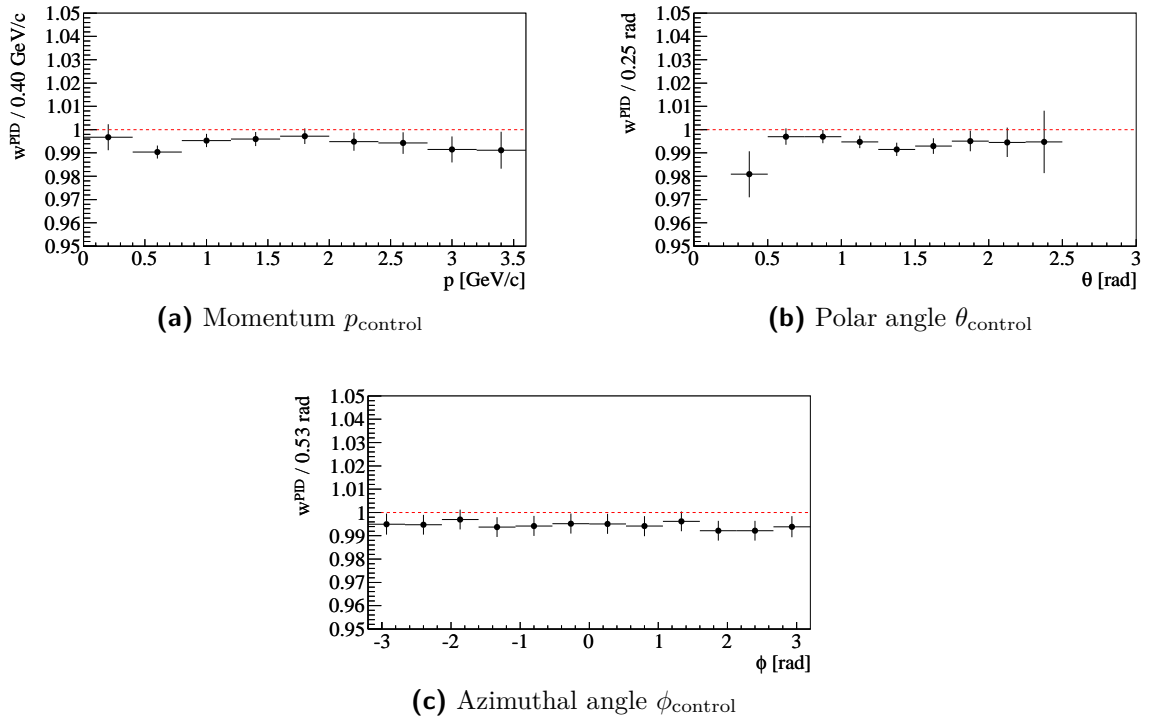 w^PID / 0.40 GeV/c
1.05
1.04
1.03
1.02
1.01
1
0.99
0.98
0.97
0.96
0.95
0 0.5 1 1.5 2 2.5 3 3.5
p [GeV/c]
(a) Momentum p_control
w^PID / 0.25 rad
1.05
1.04
1.03
1.02
1.01
1
0.99
0.98
0.97
0.96
0.95
0 0.5 1 1.5 2 2.5 3
θ [rad]
(b) Polar angle θ_control
w^PID / 0.53 rad
1.05
1.04
1.03
1.02
1.01
1
0.99
0.98
0.97
0.96
0.95
-3 -2 -1 0 1 2 3
ϕ [rad]
(c) Azimuthal angle ϕ_control